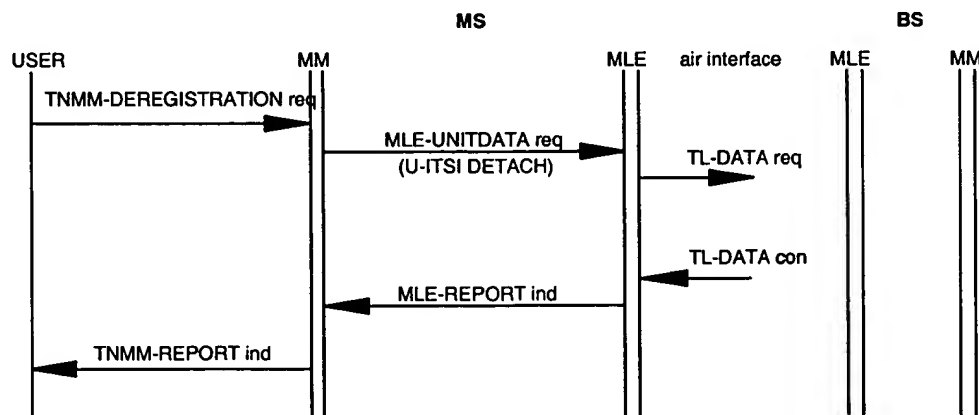 MS BS
USER MM MLE air interface MLE MM
TNMM-DEREGISTRATION req
MLE-UNITDATA req
(U-ITSI DETACH)
TL-DATA req
TL-DATA con
MLE-REPORT ind
TNMM-REPORT ind